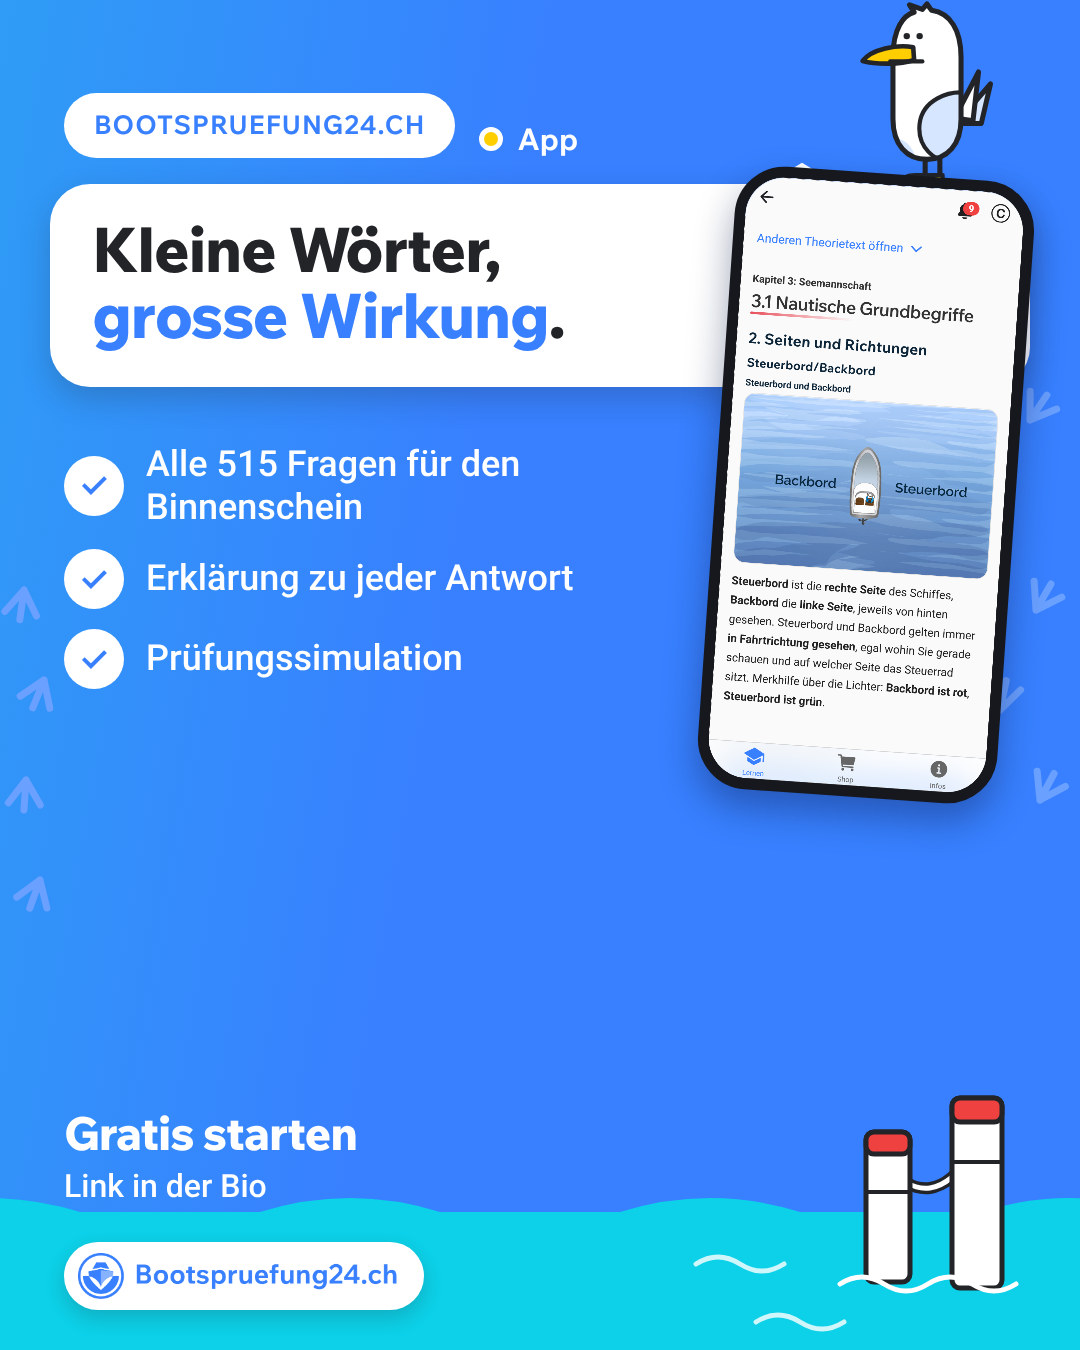 BOOTSPRUEFUNG24.CH
App
Kleine Wörter,
grosse Wirkung.
Alle 515 Fragen für den
Binnenschein
Erklärung zu jeder Antwort
Prüfungssimulation
9
C
Anderen Theorietext öffnen
Kapitel 3: Seemannschaft
3.1 Nautische Grundbegriffe
2. Seiten und Richtungen
Steuerbord/Backbord
Steuerbord und Backbord
Backbord
Steuerbord
Steuerbord ist die rechte Seite des Schiffes,
Backbord die linke Seite, jeweils von hinten
gesehen. Steuerbord und Backbord gelten immer
in Fahrtrichtung gesehen, egal wohin Sie gerade
schauen und auf welcher Seite das Steuerrad
sitzt. Merkhilfe über die Lichter: Backbord ist rot,
Steuerbord ist grün.
Lernen
Shop
Infos
Gratis starten
Link in der Bio
Bootspruefung24.ch